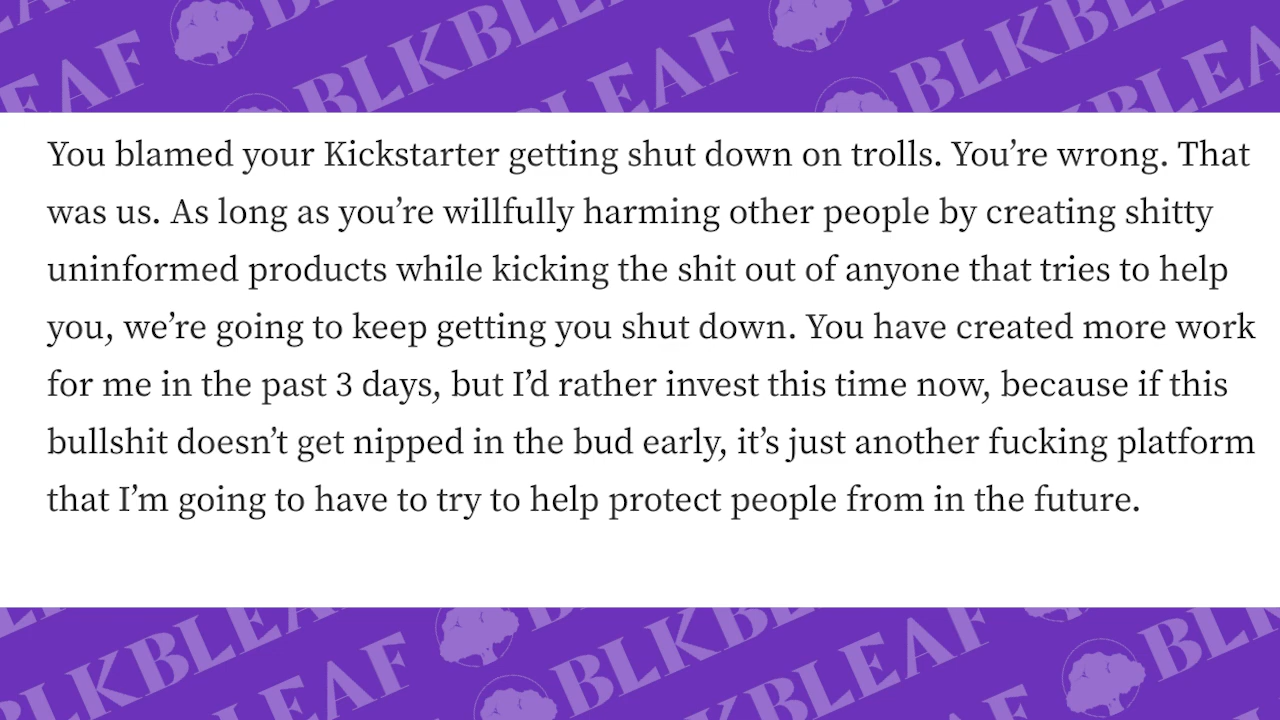 BLKBLEAF
BLKBLEAF
You blamed your Kickstarter getting shut down on trolls. You’re wrong. That
was us. As long as you’re willfully harming other people by creating shitty
uninformed products while kicking the shit out of anyone that tries to help
you, we’re going to keep getting you shut down. You have created more work
for me in the past 3 days, but I’d rather invest this time now, because if this
bullshit doesn’t get nipped in the bud early, it’s just another fucking platform
that I’m going to have to try to help protect people from in the future.
BLKBLEAF
BLKBLEAF